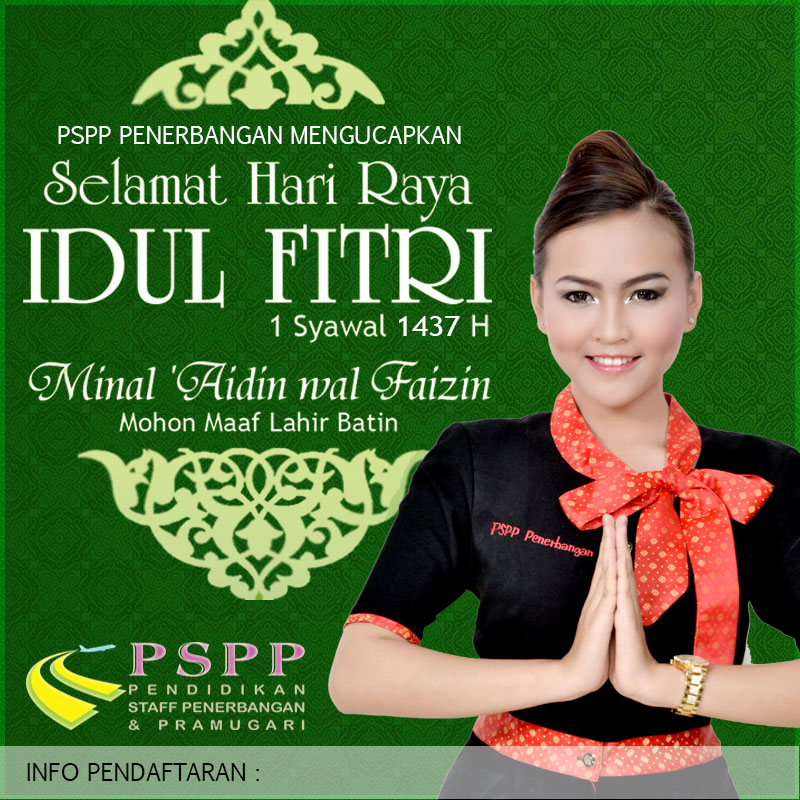 PSPP PENERBANGAN MENGUCAPKAN
Selamat Hari Raya
IDUL FITRI
1 Syawal 1437 H
Minal 'Aidin wal Faizin
Mohon Maaf Lahir Batin
PSPP Penerbangan
PSPP
PENDIDIKAN
STAFF PENERBANGAN
& PRAMUGARI
INFO PENDAFTARAN :